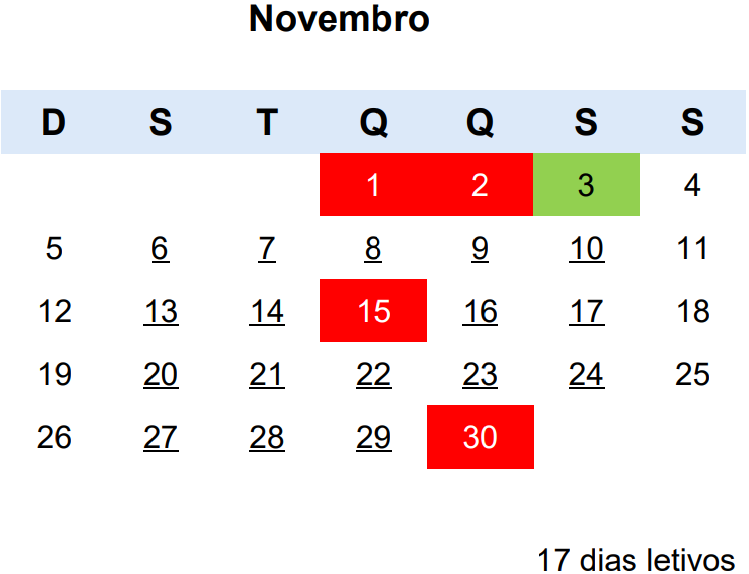 Novembro
D S T Q Q S S
1 2 3 4
5 6 7 8 9 10 11
12 13 14 15 16 17 18
19 20 21 22 23 24 25
26 27 28 29 30
17 dias letivos